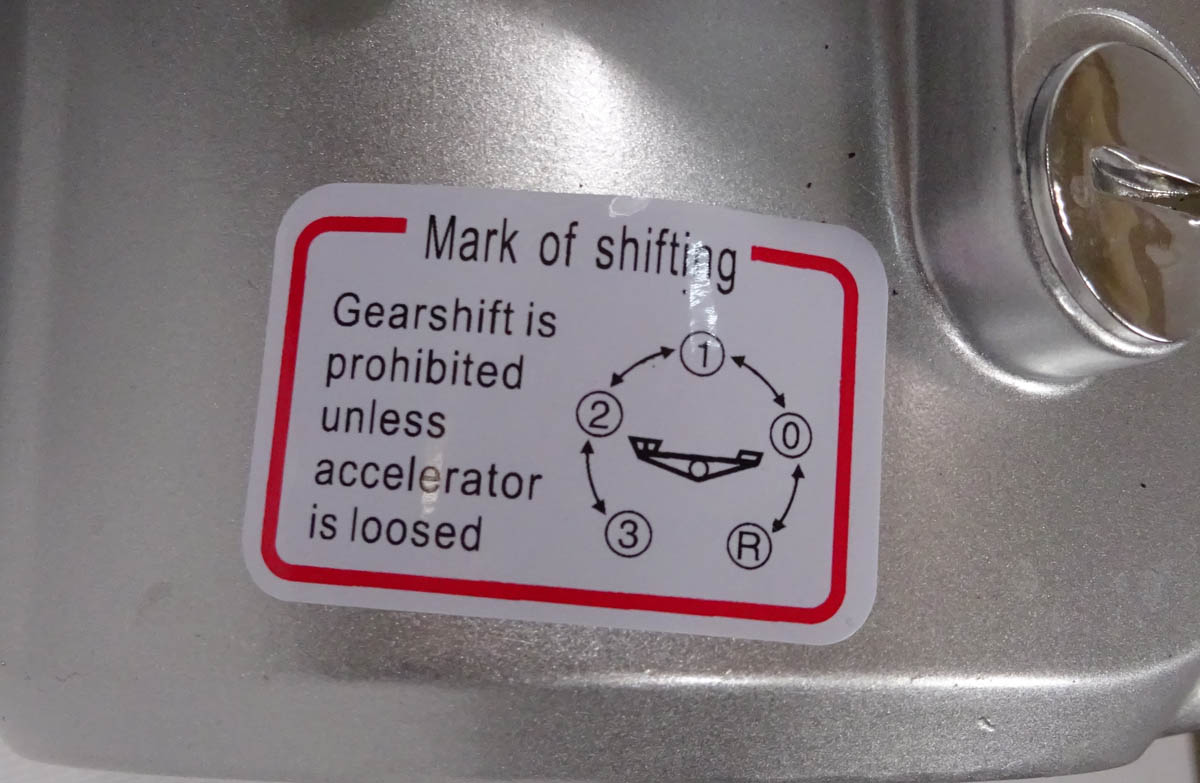 Mark of shifting
Gearshift is
prohibited
unless
accelerator
is loosed
1
2
0
3
R